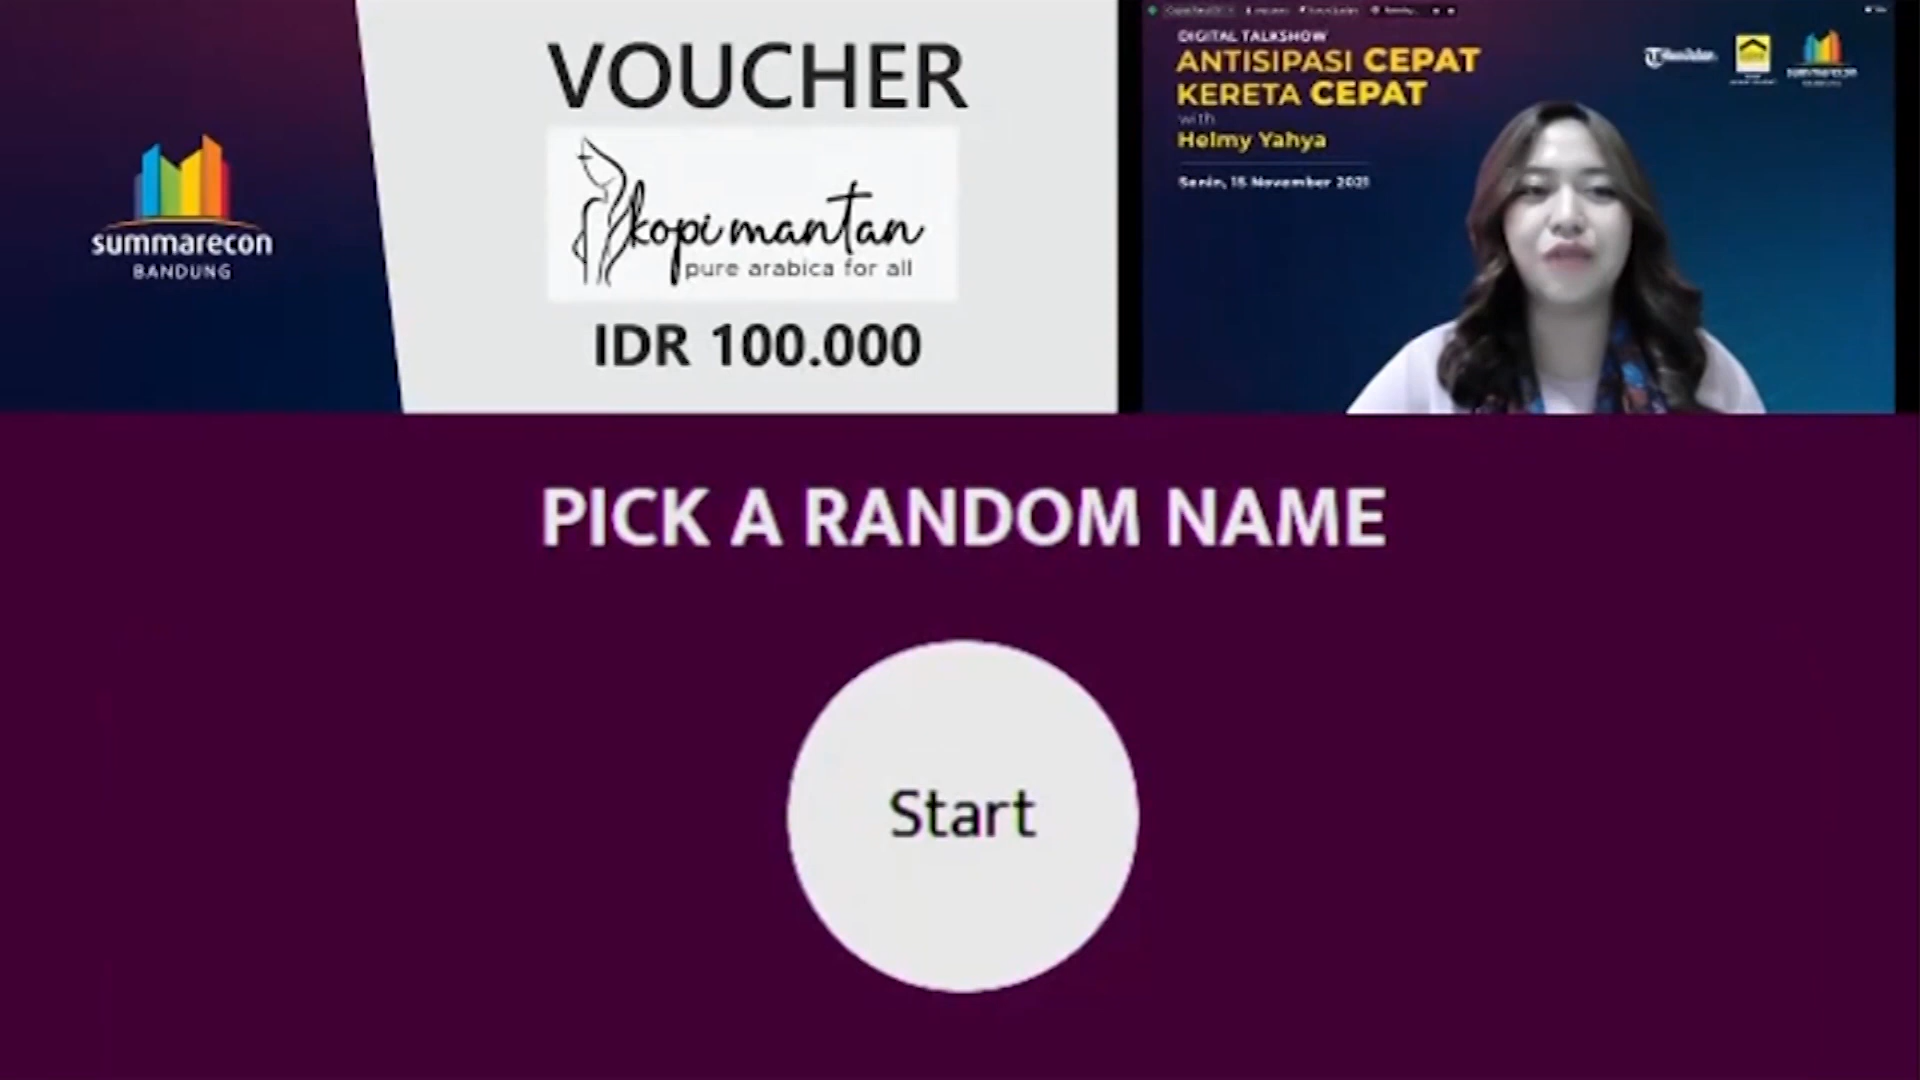 summarecon
BANDUNG
VOUCHER
kopi mantan
pure arabica for all
IDR 100.000
DIGITAL TALKSHOW
ANTISIPASI CEPAT
KERETA CEPAT
with
Helmy Yahya
Senin, 15 November 2021
summarecon
PICK A RANDOM NAME
Start